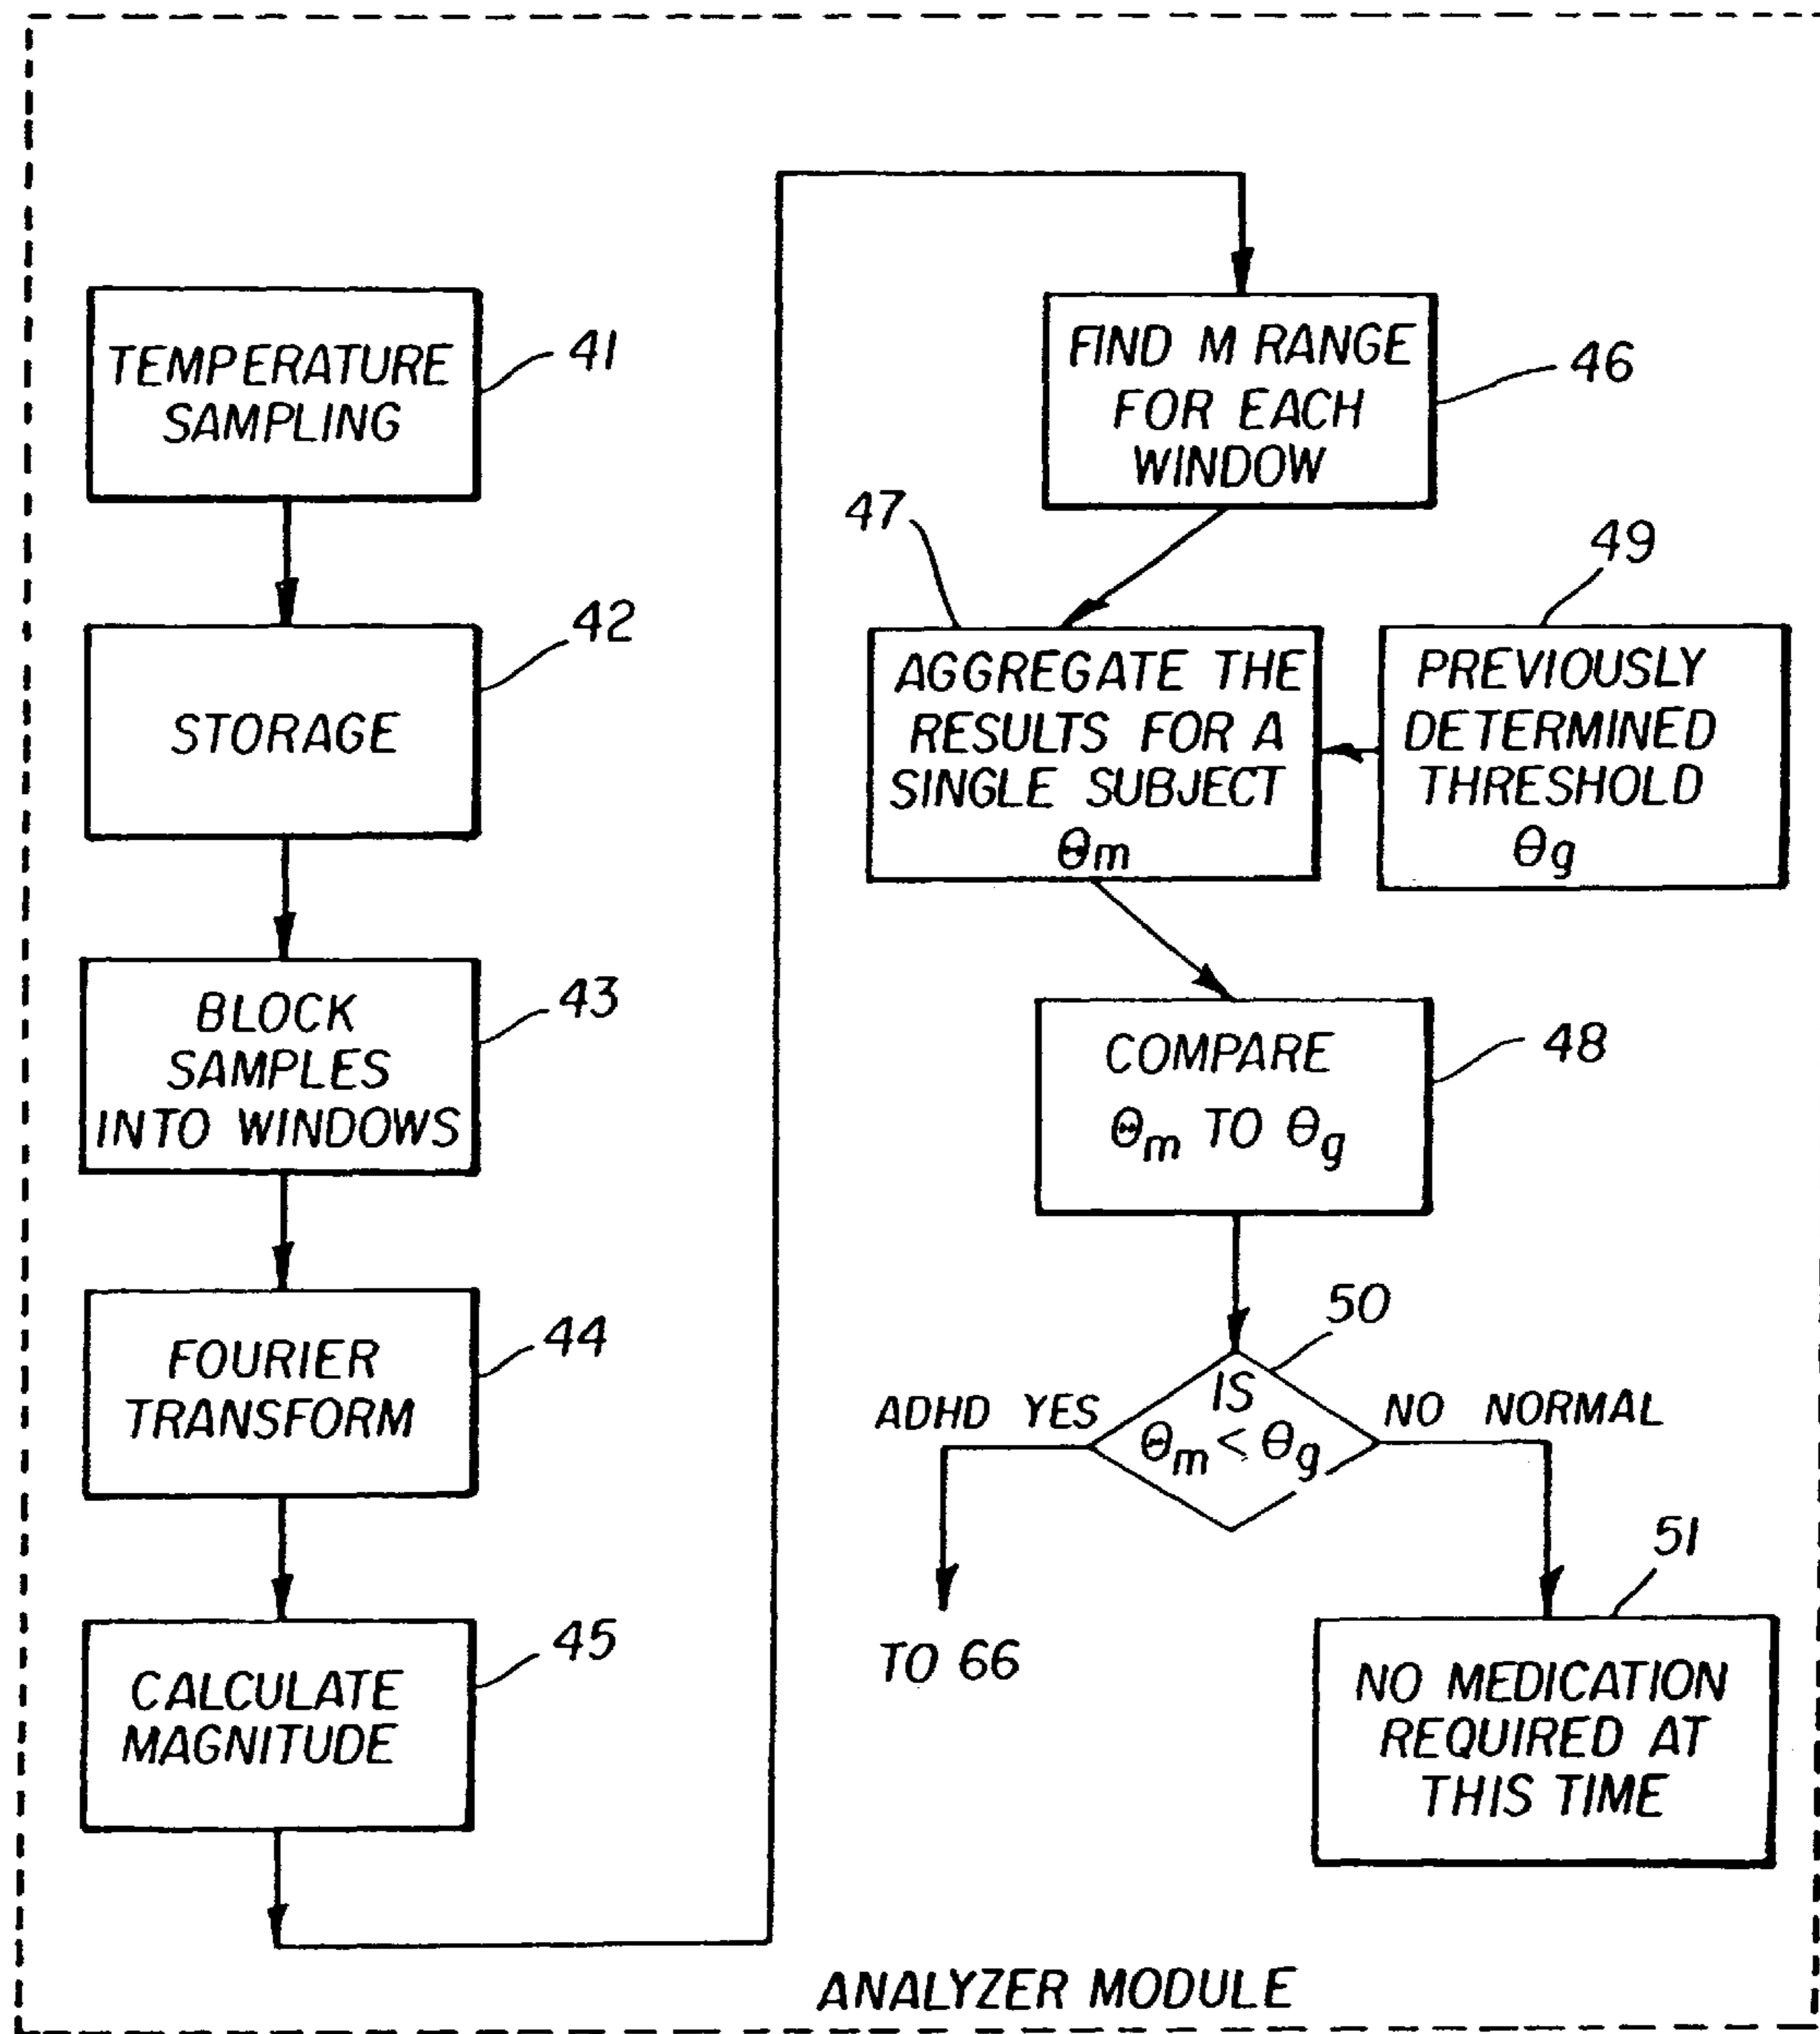 TEMPERATURE
SAMPLING
41
STORAGE
42
BLOCK
SAMPLES
INTO WINDOWS
43
FOURIER
TRANSFORM
44
CALCULATE
MAGNITUDE
45
FIND M RANGE
FOR EACH
WINDOW
46
47
AGGREGATE THE
RESULTS FOR A
SINGLE SUBJECT
Θm
49
PREVIOUSLY
DETERMINED
THRESHOLD
Θg
COMPARE
Θm TO Θg
48
50
IS
Θm < Θg
ADHD YES
NO NORMAL
TO 66
51
NO MEDICATION
REQUIRED AT
THIS TIME
ANALYZER MODULE